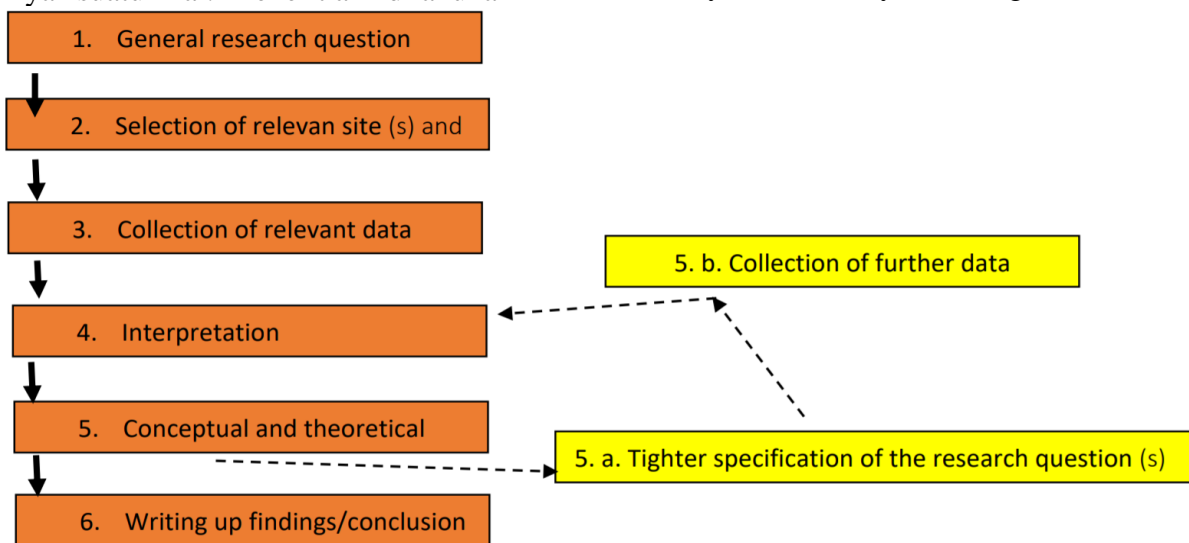 1. General research question
2. Selection of relevan site (s) and
3. Collection of relevant data
5. b. Collection of further data
4. Interpretation
5. Conceptual and theoretical
5. a. Tighter specification of the research question (s)
6. Writing up findings/conclusion